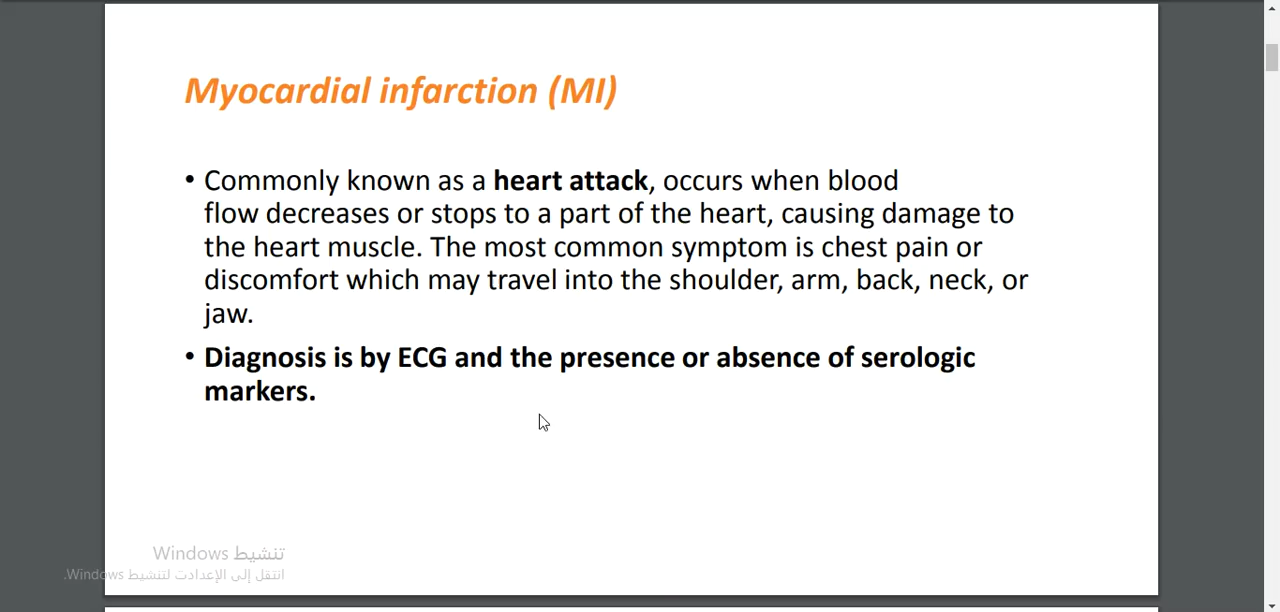 Myocardial infarction (MI)
• Commonly known as a heart attack, occurs when blood
flow decreases or stops to a part of the heart, causing damage to
the heart muscle. The most common symptom is chest pain or
discomfort which may travel into the shoulder, arm, back, neck, or
jaw.
• Diagnosis is by ECG and the presence or absence of serologic
markers.
تنشيط Windows
انتقل إلى الإعدادت لتنشيط Windows.